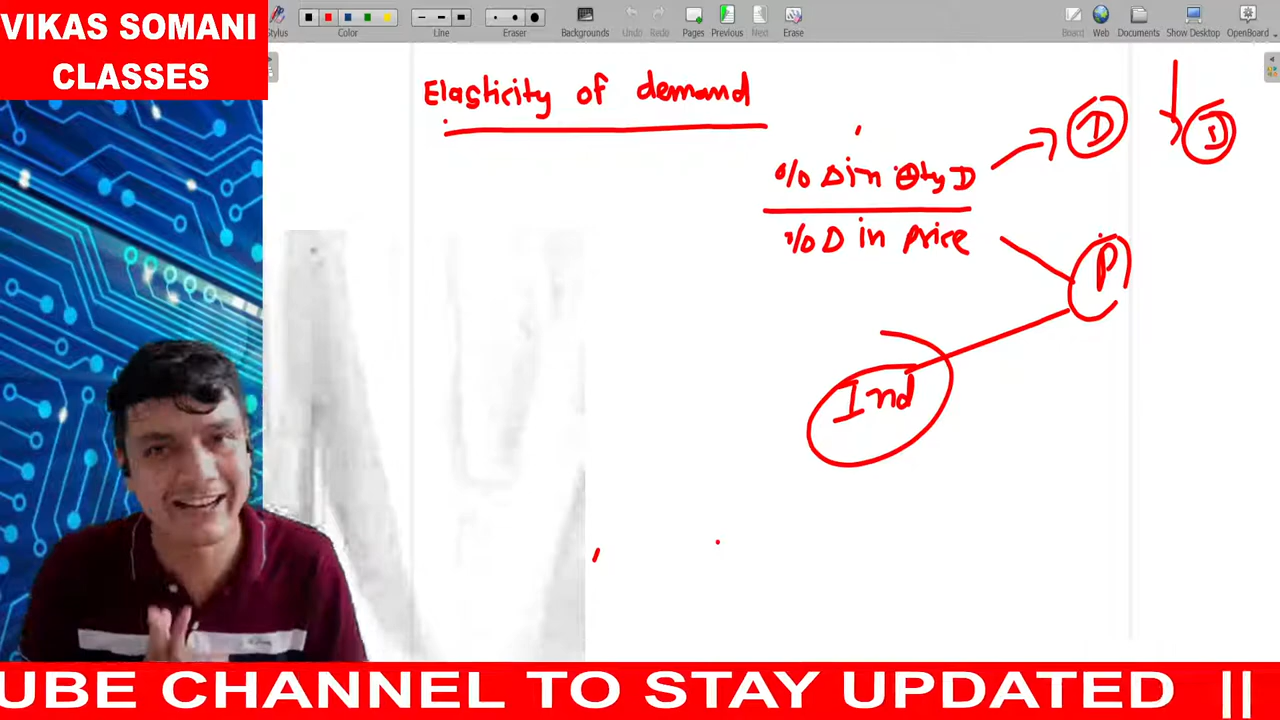 VIKAS SOMANI
CLASSES
Stylus
Color
Line
Eraser
Backgrounds
Undo
Redo
Pages
Previous
Next
Erase
Board
Web
Documents
Show Desktop
OpenBoard
Elasticity of demand
% Δ in Qty D
% D in price
D
D
P
Ind
UBE CHANNEL TO STAY UPDATED ||